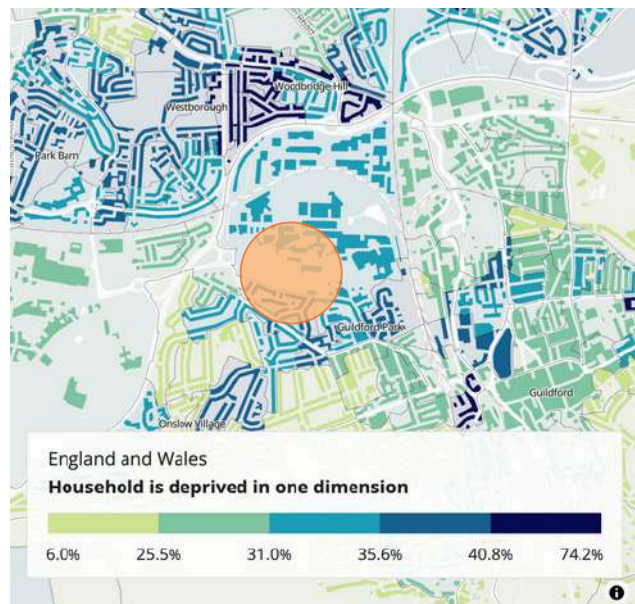 Woodbridge Hill
Westborough
Park Barn
Guildford Park
Guildford
Onslow Village
England and Wales
Household is deprived in one dimension
6.0% 25.5% 31.0% 35.6% 40.8% 74.2%
i